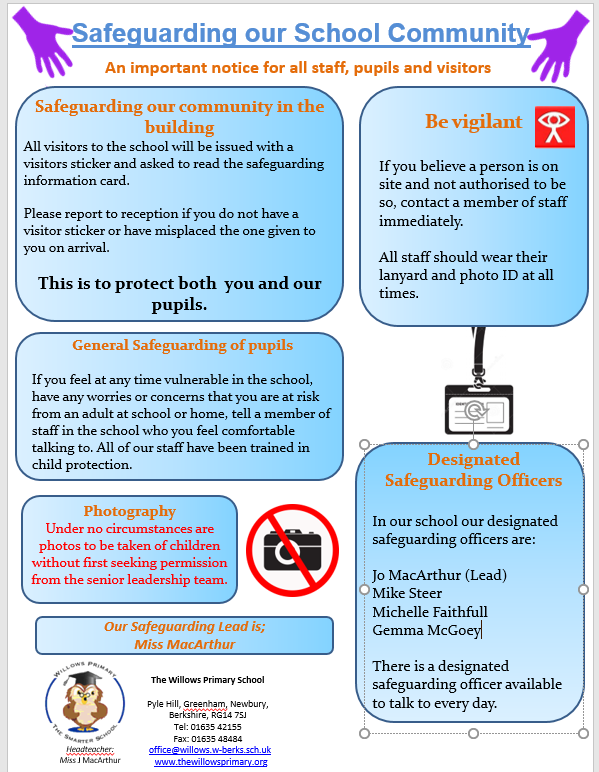 Safeguarding our School Community
An important notice for all staff, pupils and visitors
Safeguarding our community in the
building
All visitors to the school will be issued with a
visitors sticker and asked to read the safeguarding
information card.
Please report to reception if you do not have a
visitor sticker or have misplaced the one given to
you on arrival.
This is to protect both you and our
pupils.
Be vigilant
If you believe a person is on
site and not authorised to be
so, contact a member of staff
immediately.
All staff should wear their
lanyard and photo ID at all
times.
General Safeguarding of pupils
If you feel at any time vulnerable in the school,
have any worries or concerns that you are at risk
from an adult at school or home, tell a member of
staff in the school who you feel comfortable
talking to. All of our staff have been trained in
child protection.
Photography
Under no circumstances are
photos to be taken of children
without first seeking permission
from the senior leadership team.
Designated
Safeguarding Officers
In our school our designated
safeguarding officers are:
Jo MacArthur (Lead)
Mike Steer
Michelle Faithfull
Gemma McGoey
There is a designated
safeguarding officer available
to talk to every day.
Our Safeguarding Lead is;
Miss MacArthur
Willows Primary
The Smarter School
Headteacher:
Miss J MacArthur
The Willows Primary School
Pyle Hill, Greenham, Newbury,
Berkshire, RG14 7SJ
Tel: 01635 42155
Fax: 01635 48484
office@willows.w-berks.sch.uk
www.thewillowsprimary.org